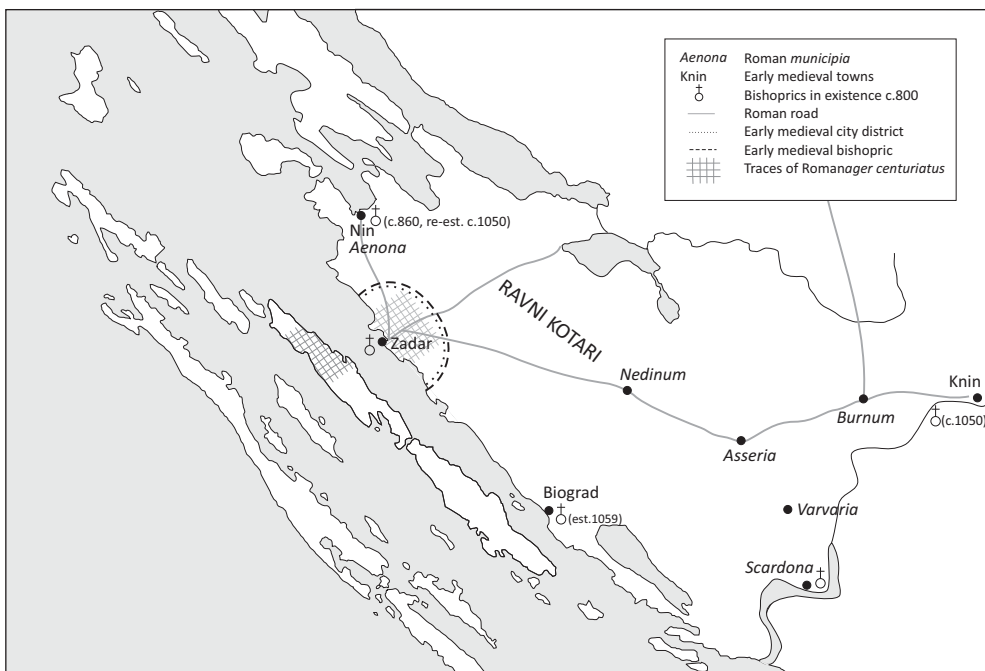 Aenona Roman municipia
Knin Early medieval towns
Bishoprics in existence c.800
Roman road
Early medieval city district
Early medieval bishopric
Traces of Romanager centuriatus
(c.860, re-est. c.1050)
Nin
Aenona
RAVNI KOTARI
Zadar
Nedinum
Knin
Burnum
(c.1050)
Asseria
Biograd
(est.1059)
Varvaria
Scardona